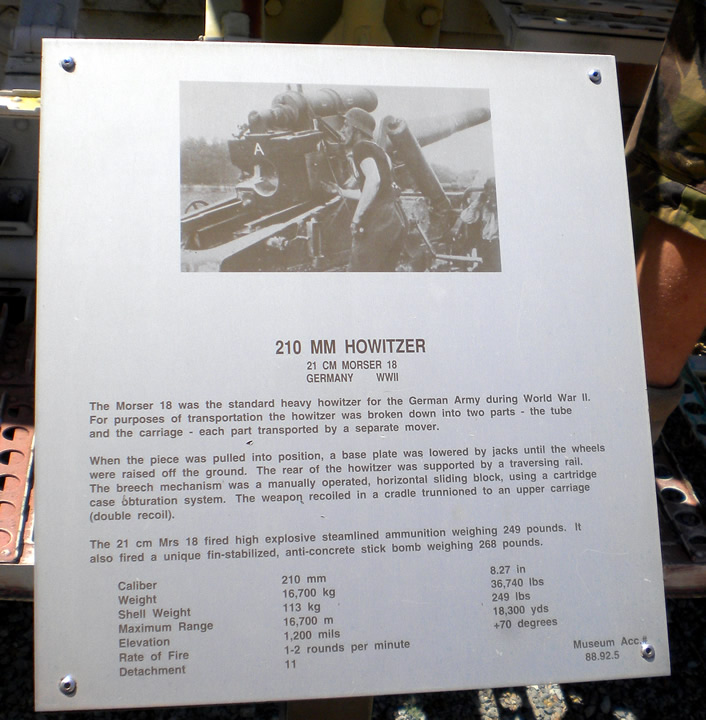 A
210 MM HOWITZER
21 CM MORSER 18
GERMANY WWII
The Morser 18 was the standard heavy howitzer for the German Army during World War II.
For purposes of transportation the howitzer was broken down into two parts - the tube
and the carriage - each part transported by a separate mover.
When the piece was pulled into position, a base plate was lowered by jacks until the wheels
were raised off the ground. The rear of the howitzer was supported by a traversing rail.
The breech mechanism was a manually operated, horizontal sliding block, using a cartridge
case obturation system. The weapon recoiled in a cradle trunnioned to an upper carriage
(double recoil).
The 21 cm Mrs 18 fired high explosive steamlined ammunition weighing 249 pounds. It
also fired a unique fin-stabilized, anti-concrete stick bomb weighing 268 pounds.
Caliber 210 mm 8.27 in
Weight 16,700 kg 36,740 lbs
Shell Weight 113 kg 249 lbs
Maximum Range 16,700 m 18,300 yds
Elevation 1,200 mils +70 degrees
Rate of Fire 1-2 rounds per minute
Detachment 11
Museum Acc.#
88.92.5